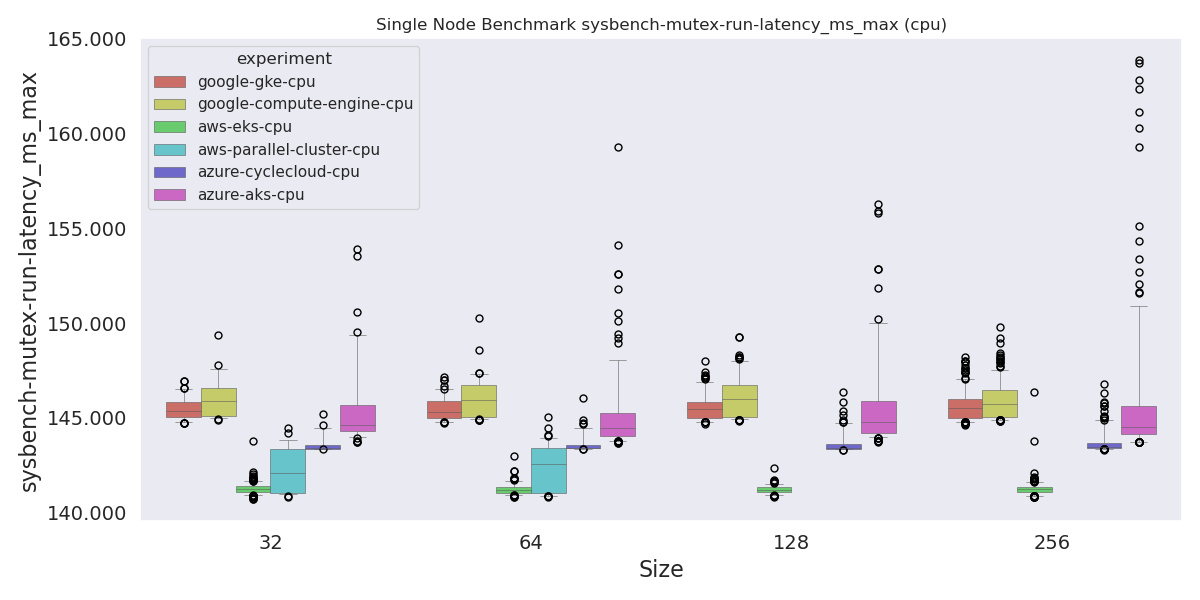 Single Node Benchmark sysbench-mutex-run-latency_ms_max (cpu)
sysbench-mutex-run-latency_ms_max
165.000
160.000
155.000
150.000
145.000
140.000
experiment
google-gke-cpu
google-compute-engine-cpu
aws-eks-cpu
aws-parallel-cluster-cpu
azure-cyclecloud-cpu
azure-aks-cpu
32
64
128
256
Size